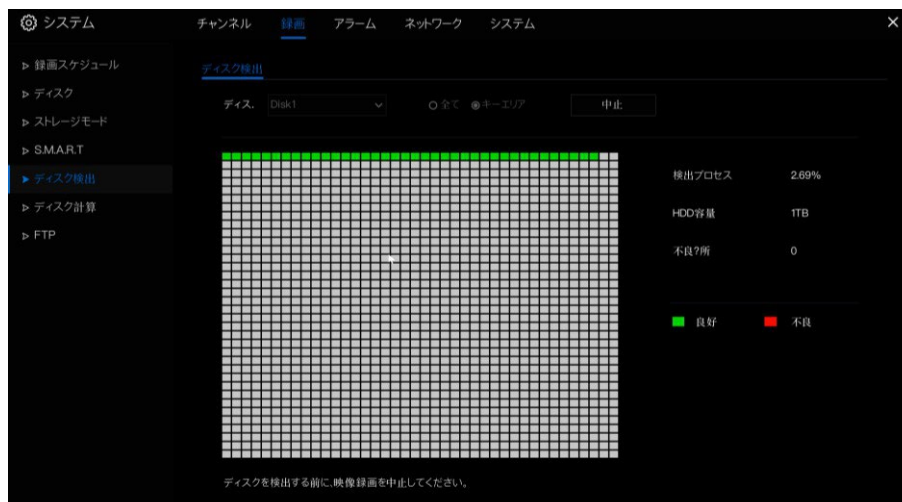 システム
チャンネル 録画 アラーム ネットワーク システム ×
録画スケジュール
ディスク
ストレージモード
S.M.A.R.T
ディスク検出
ディスク計算
FTP
ディスク検出
ディス. Disk1 全て キーエリア 中止
検出プロセス 2.69%
HDD容量 1TB
不良?所 0
良好 不良
ディスクを検出する前に、映像録画を中止してください。